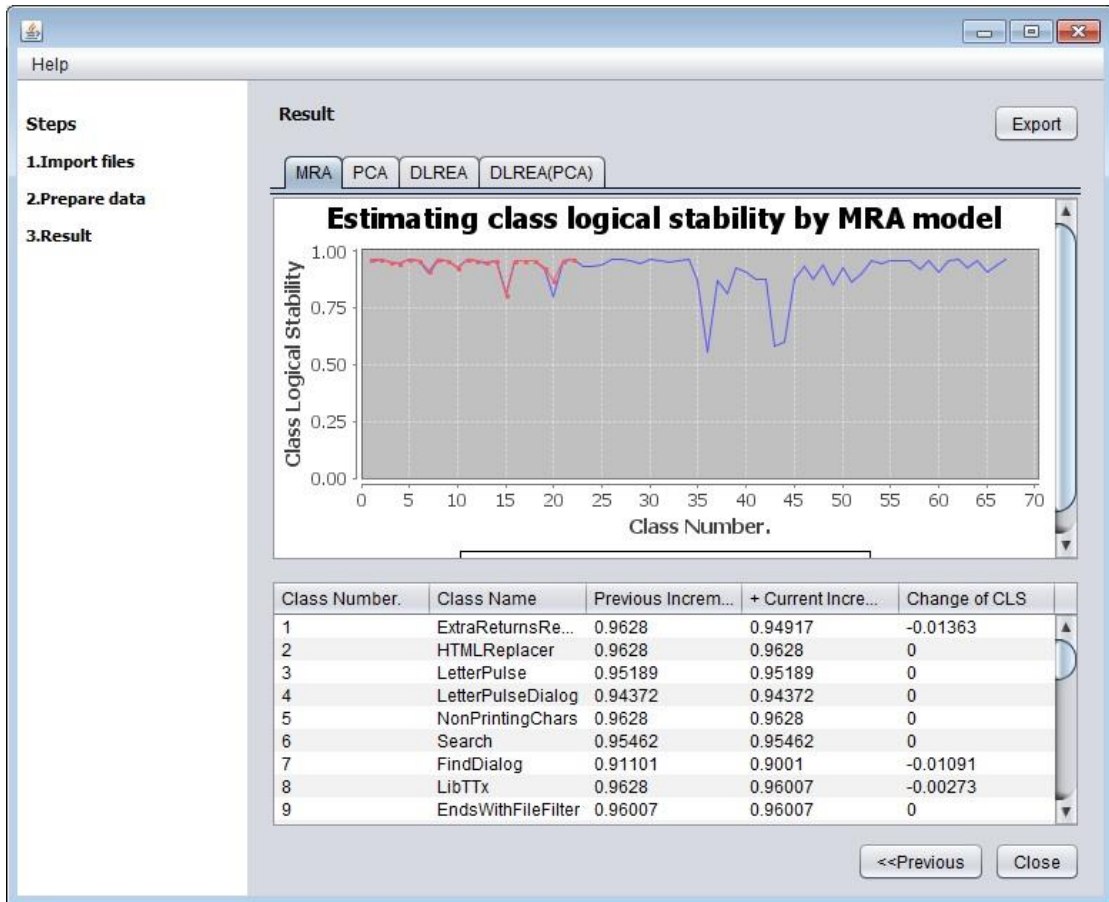 Help
Steps
1.Import files
2.Prepare data
3.Result
Result
Export
MRA PCA DLREA DLREA(PCA)
Estimating class logical stability by MRA model
Class Logical Stability
1.00
0.75
0.50
0.25
0.00
0 5 10 15 20 25 30 35 40 45 50 55 60 65 70
Class Number.
Class Number. Class Name Previous Increm... + Current Incre... Change of CLS
1 ExtraReturnsRe... 0.9628 0.94917 -0.01363
2 HTMLReplacer 0.9628 0.9628 0
3 LetterPulse 0.95189 0.95189 0
4 LetterPulseDialog 0.94372 0.94372 0
5 NonPrintingChars 0.9628 0.9628 0
6 Search 0.95462 0.95462 0
7 FindDialog 0.91101 0.9001 -0.01091
8 LibTTx 0.9628 0.96007 -0.00273
9 EndsWithFileFilter 0.96007 0.96007 0
<<Previous Close